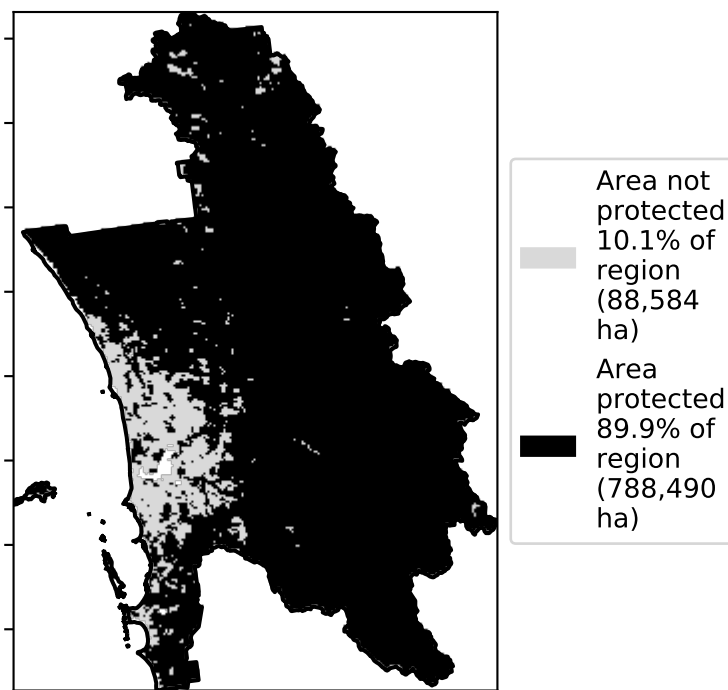 Area not
protected
10.1% of
region
(88,584
ha)
Area
protected
89.9% of
region
(788,490
ha)